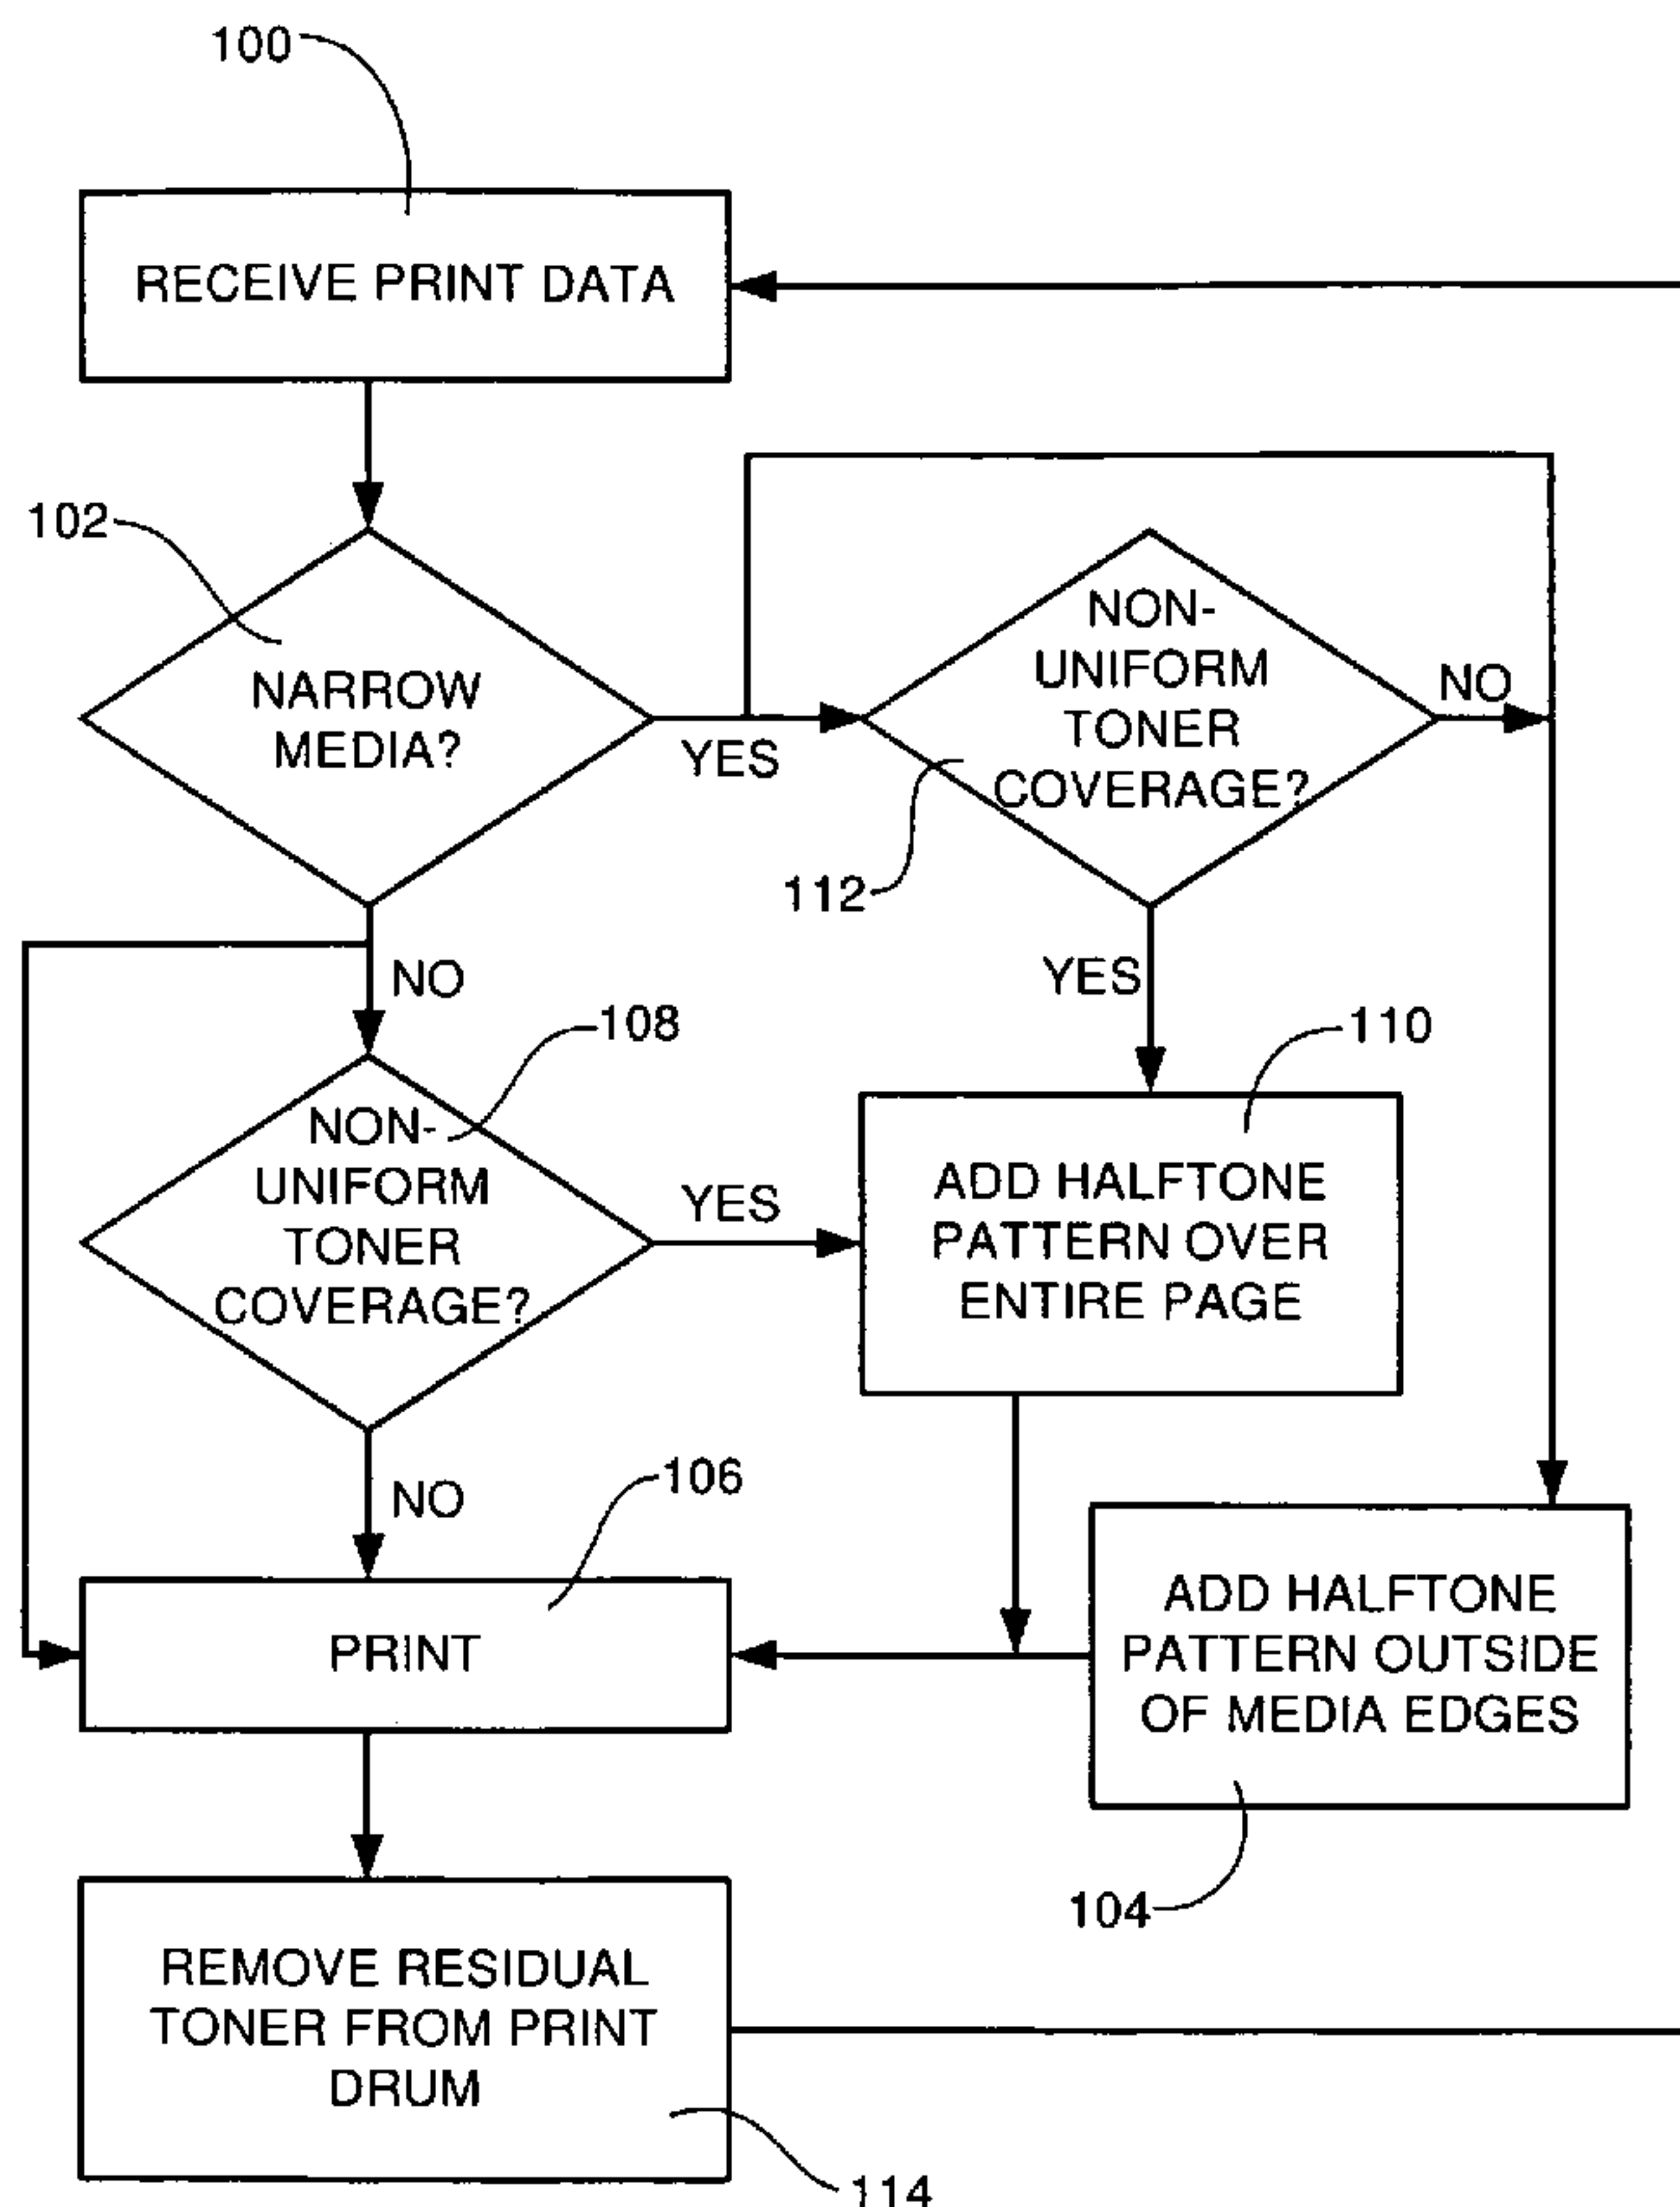 100
RECEIVE PRINT DATA
102
NARROW
MEDIA?
YES
NON-
UNIFORM
TONER
COVERAGE?
NO
112
YES
NO
108
110
NON-
UNIFORM
TONER
COVERAGE?
YES
ADD HALFTONE
PATTERN OVER
ENTIRE PAGE
NO
106
PRINT
ADD HALFTONE
PATTERN OUTSIDE
OF MEDIA EDGES
104
REMOVE RESIDUAL
TONER FROM PRINT
DRUM
114